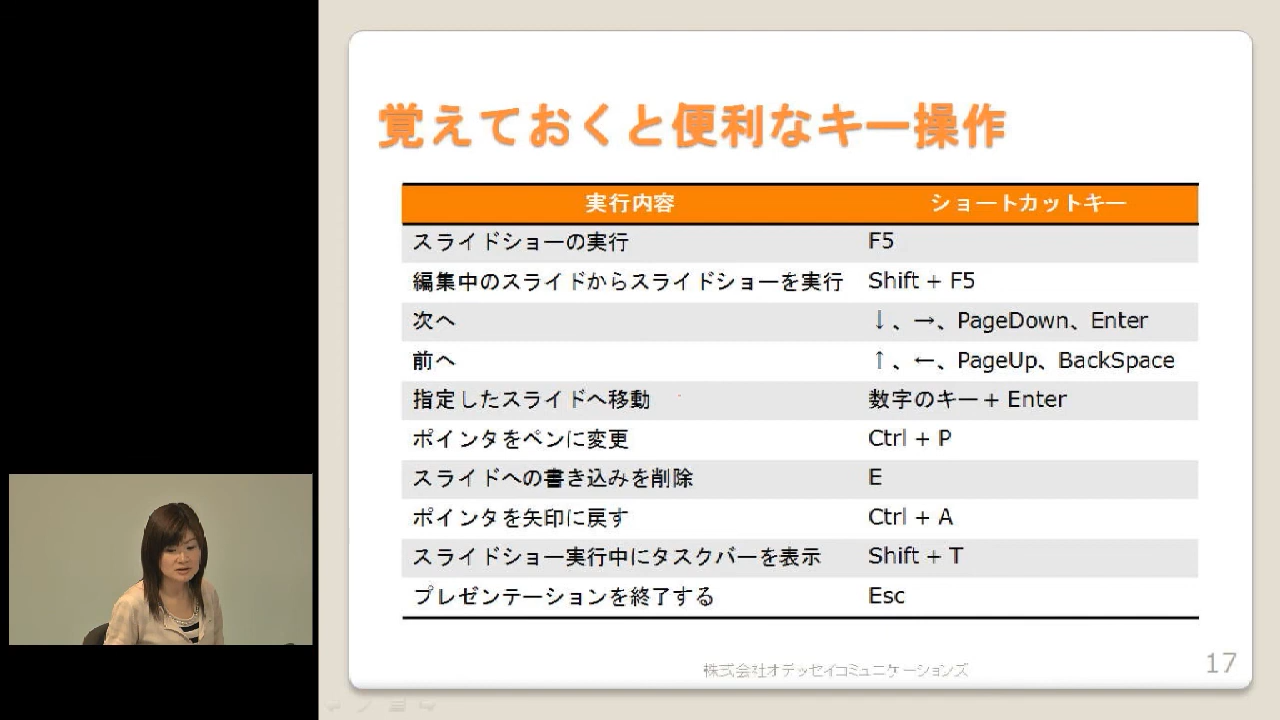 覚えておくと便利なキー操作
実行内容 ショートカットキー
スライドショーの実行 F5
編集中のスライドからスライドショーを実行 Shift + F5
次へ ↓、→、PageDown、Enter
前へ ↑、←、PageUp、BackSpace
指定したスライドへ移動 数字のキー + Enter
ポインタをペンに変更 Ctrl + P
スライドへの書き込みを削除 E
ポインタを矢印に戻す Ctrl + A
スライドショー実行中にタスクバーを表示 Shift + T
プレゼンテーションを終了する Esc
株式会社オデッセイコミュニケーションズ
17